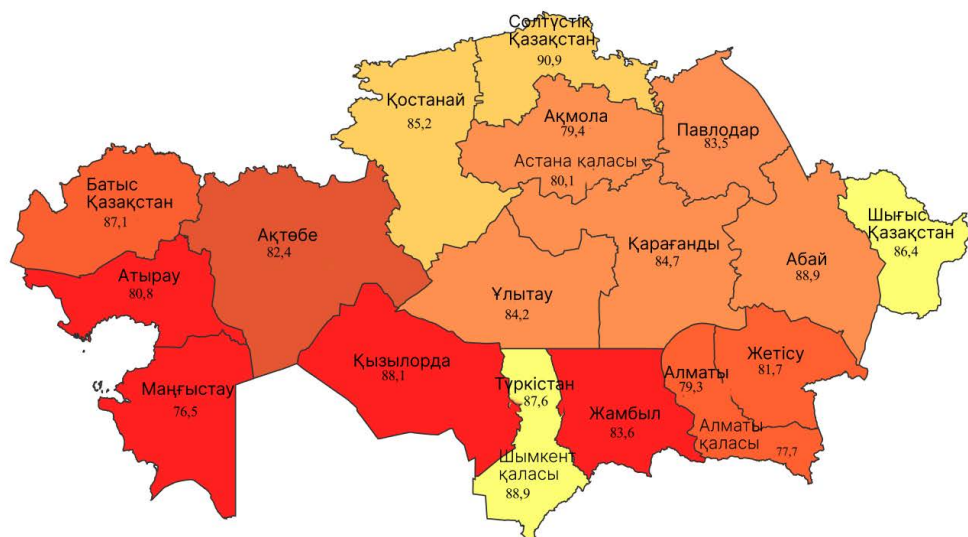 Солтүстік
Қазақстан
90,9
Қостанай
85,2
Ақмола
79,4
Астана қаласы
80,1
Павлодар
83,5
Батыс
Қазақстан
87,1
Ақтөбе
82,4
Атырау
80,8
Маңғыстау
76,5
Қарағанды
84,7
Ұлытау
84,2
Абай
88,9
Шығыс
Қазақстан
86,4
Қызылорда
88,1
Түркістан
87,6
Шымкент
қаласы
88,9
Жамбыл
83,6
Алматы
79,3
Жетісу
81,7
Алматы
қаласы
77,7